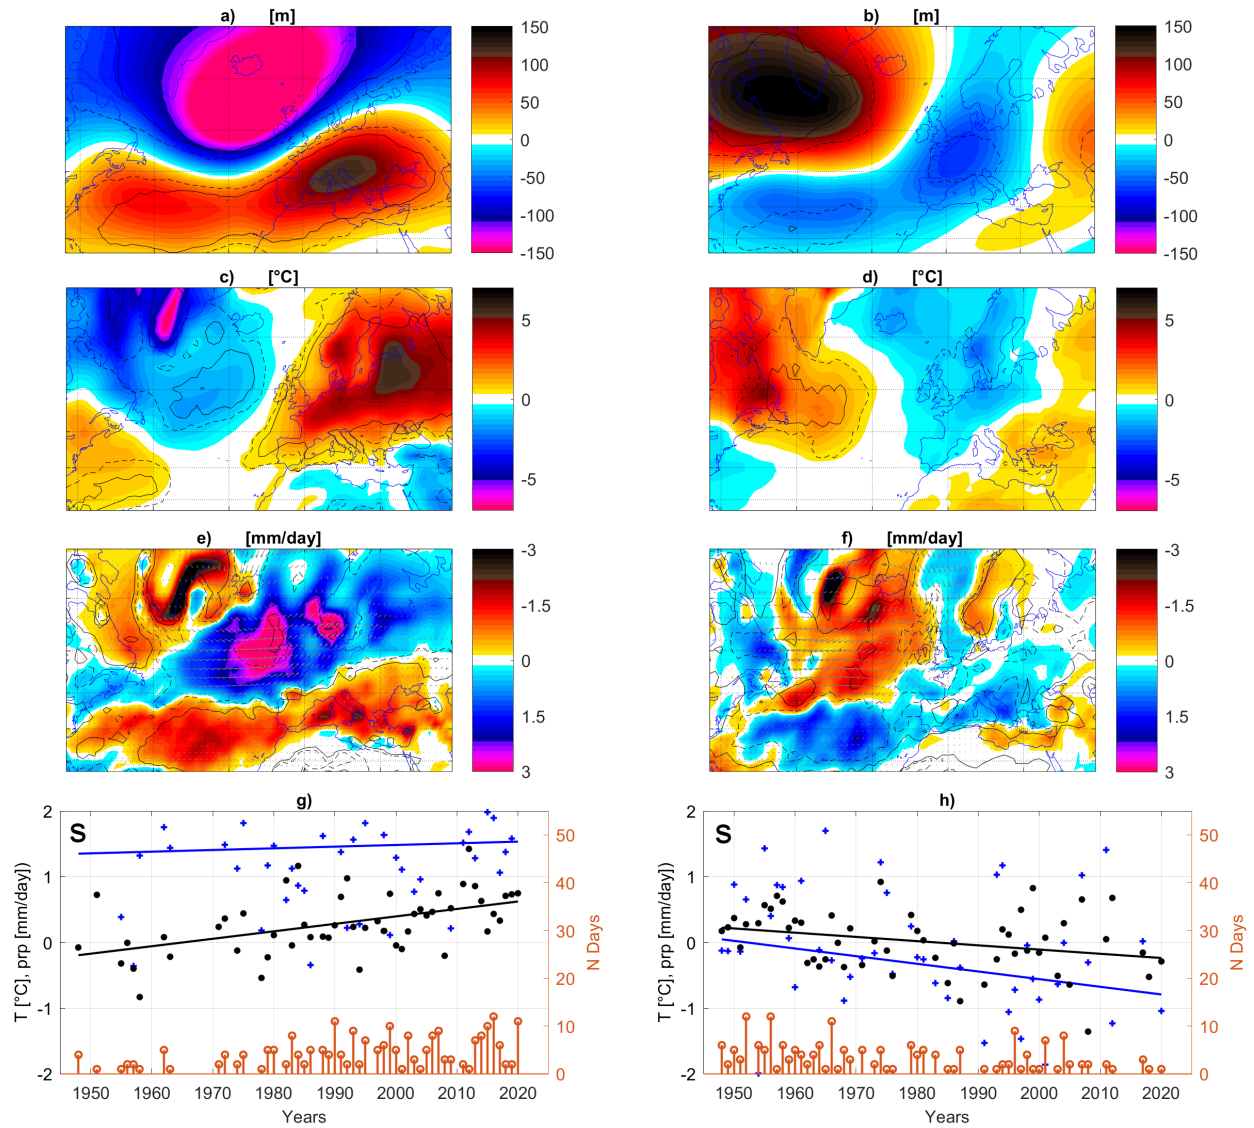 a) [m]
150
100
50
0
-50
-100
-150
b) [m]
150
100
50
0
-50
-100
-150
c) [°C]
5
0
-5
d) [°C]
5
0
-5
e) [mm/day]
-3
-1.5
0
1.5
3
f) [mm/day]
-3
-1.5
0
1.5
3
g)
S
2
1
0
-1
-2
T [°C], prp [mm/day])
50
40
30
20
10
0
N Days
1950 1960 1970 1980 1990 2000 2010 2020
Years
h)
S
2
1
0
-1
-2
T [°C], prp [mm/day])
50
40
30
20
10
0
N Days
1950 1960 1970 1980 1990 2000 2010 2020
Years